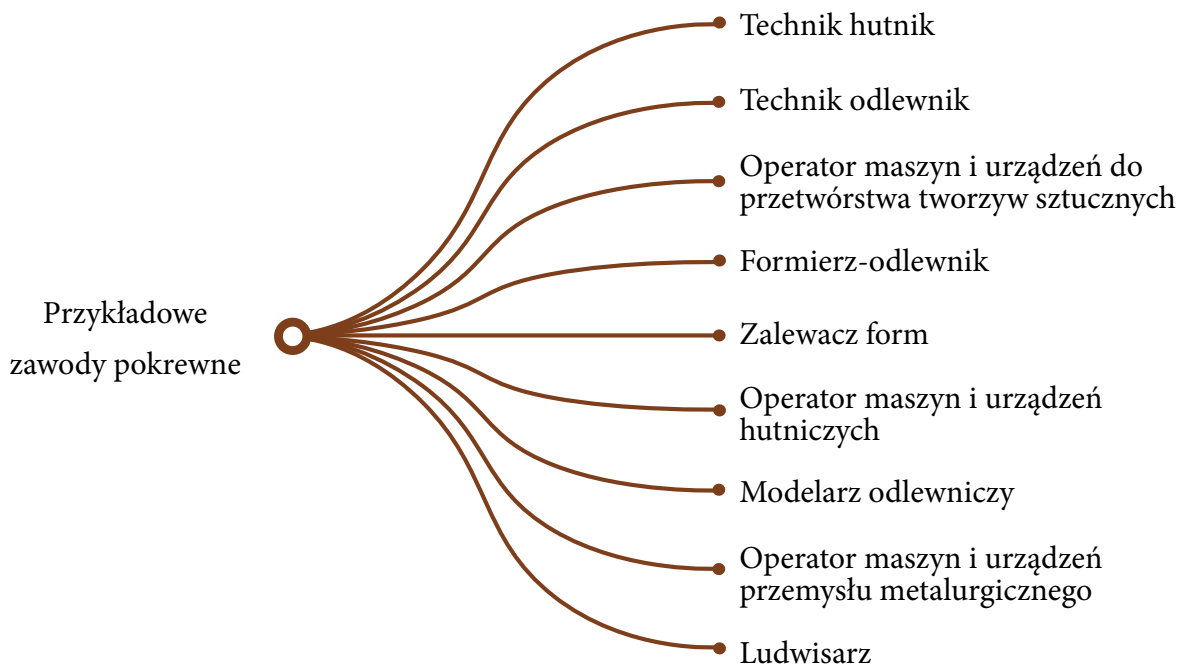 Przykładowe
zawody pokrewne
Technik hutnik
Technik odlewnik
Operator maszyn i urządzeń do
przetwórstwa tworzyw sztucznych
Formierz-odlewnik
Zalewacz form
Operator maszyn i urządzeń
hutniczych
Modelarz odlewniczy
Operator maszyn i urządzeń
przemysłu metalurgicznego
Ludwisarz